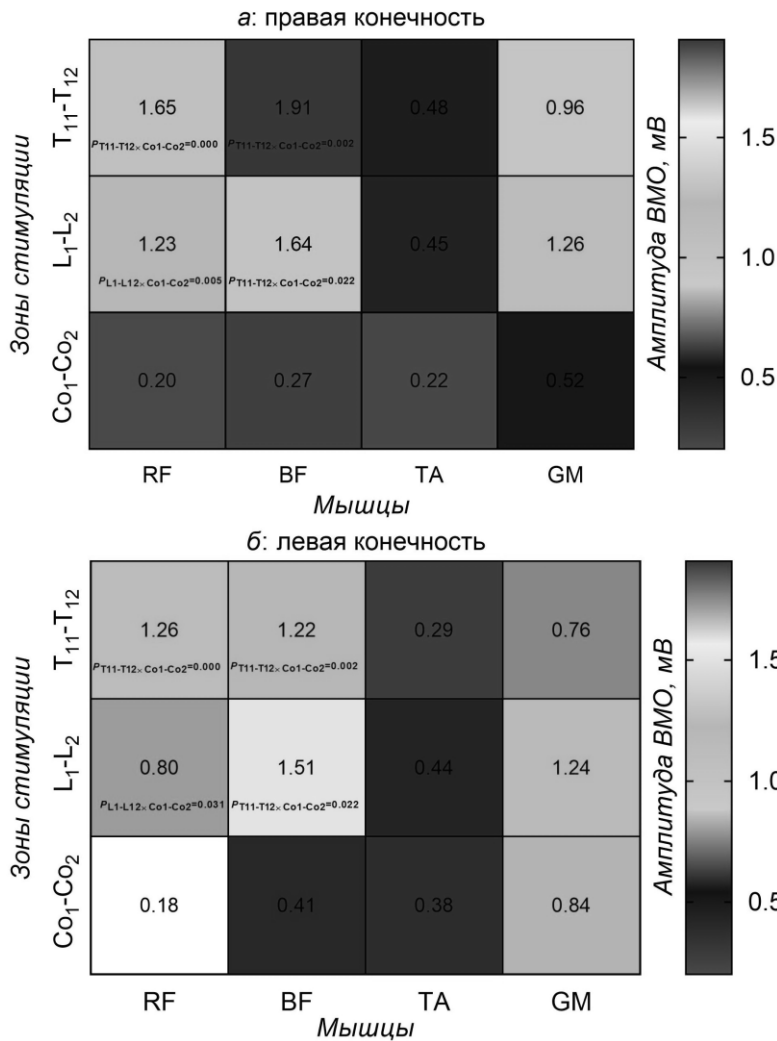 а: правая конечность
Зоны стимуляции
T₁₁-T₁₂
1.65 1.91 0.48 0.96
PT11-T12×Co1-Co2=0.000 PT11-T12×Co1-Co2=0.002
L₁-L₂
1.23 1.64 0.45 1.26
PL1-L12×Co1-Co2=0.005 PT11-T12×Co1-Co2=0.022
Co₁-Co₂
0.20 0.27 0.22 0.52
RF BF TA GM
Мышцы
Амплитуда ВМО, мВ
1.5
1.0
0.5
б: левая конечность
Зоны стимуляции
T₁₁-T₁₂
1.26 1.22 0.29 0.76
PT11-T12×Co1-Co2=0.000 PT11-T12×Co1-Co2=0.002
L₁-L₂
0.80 1.51 0.44 1.24
PL1-L12×Co1-Co2=0.031 PT11-T12×Co1-Co2=0.022
Co₁-Co₂
0.18 0.41 0.38 0.84
RF BF TA GM
Мышцы
Амплитуда ВМО, мВ
1.5
1.0
0.5